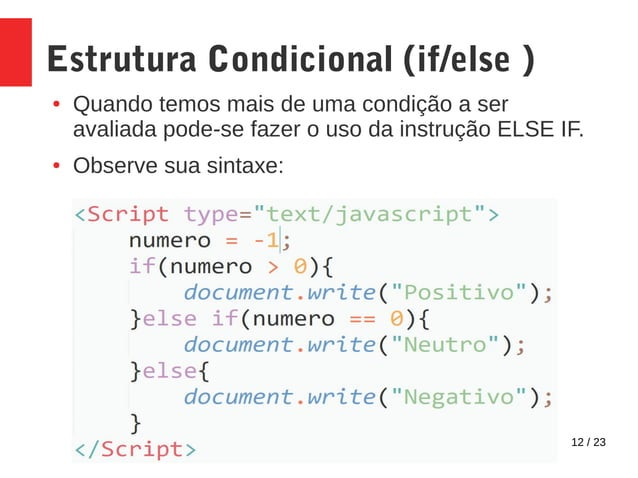 Estrutura Condicional (if/else )
• Quando temos mais de uma condição a ser
avaliada pode-se fazer o uso da instrução ELSE IF.
• Observe sua sintaxe:
<Script type="text/javascript">
    numero = -1;
    if(numero > 0){
        document.write("Positivo");
    }else if(numero == 0){
        document.write("Neutro");
    }else{
        document.write("Negativo");
    }
</Script>
12 / 23